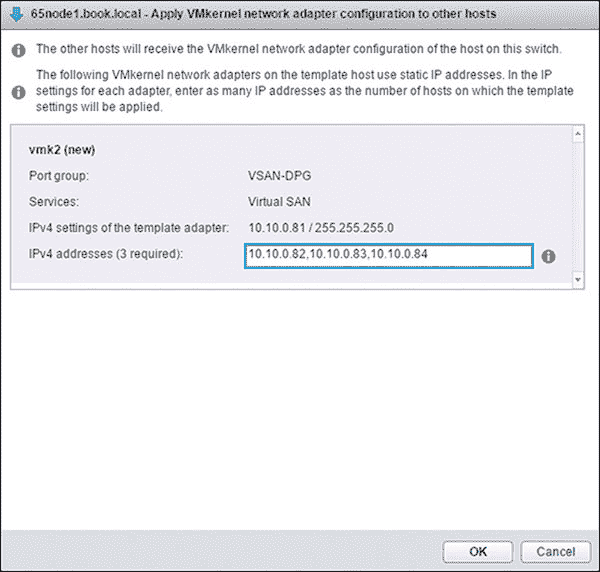 65node1.book.local - Apply VMkernel network adapter configuration to other hosts
The other hosts will receive the VMkernel network adapter configuration of the host on this switch.
The following VMkernel network adapters on the template host use static IP addresses. In the IP
settings for each adapter, enter as many IP addresses as the number of hosts on which the template
settings will be applied.
vmk2 (new)
Port group: VSAN-DPG
Services: Virtual SAN
IPv4 settings of the template adapter: 10.10.0.81 / 255.255.255.0
IPv4 addresses (3 required): 10.10.0.82,10.10.0.83,10.10.0.84
OK Cancel